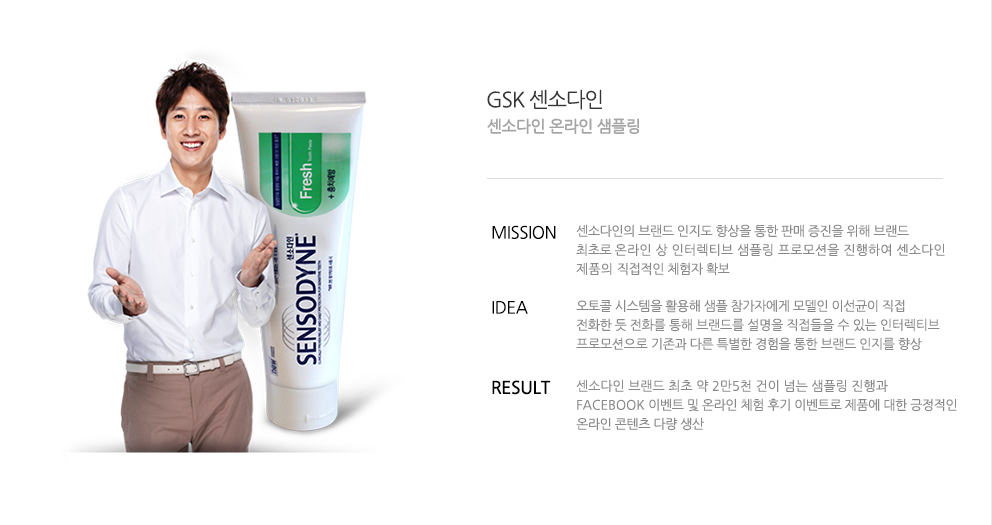 GSK 센소다인
센소다인 온라인 샘플링
MISSION
센소다인의 브랜드 인지도 향상을 통한 판매 증진을 위해 브랜드
최초로 온라인 상 인터렉티브 샘플링 프로모션을 진행하여 센소다인
제품의 직접적인 체험자 확보
IDEA
오토콜 시스템을 활용해 샘플 참가자에게 모델인 이선균이 직접
전화한 듯 전화를 통해 브랜드를 설명을 직접들을 수 있는 인터렉티브
프로모션으로 기존과 다른 특별한 경험을 통한 브랜드 인지를 향상
RESULT
센소다인 브랜드 최초 약 2만5천 건이 넘는 샘플링 진행과
FACEBOOK 이벤트 및 온라인 체험 후기 이벤트로 제품에 대한 긍정적인
온라인 콘텐츠 다량 생산
Fresh
+ 충치예방
센소다인
SENSODYNE
NEW